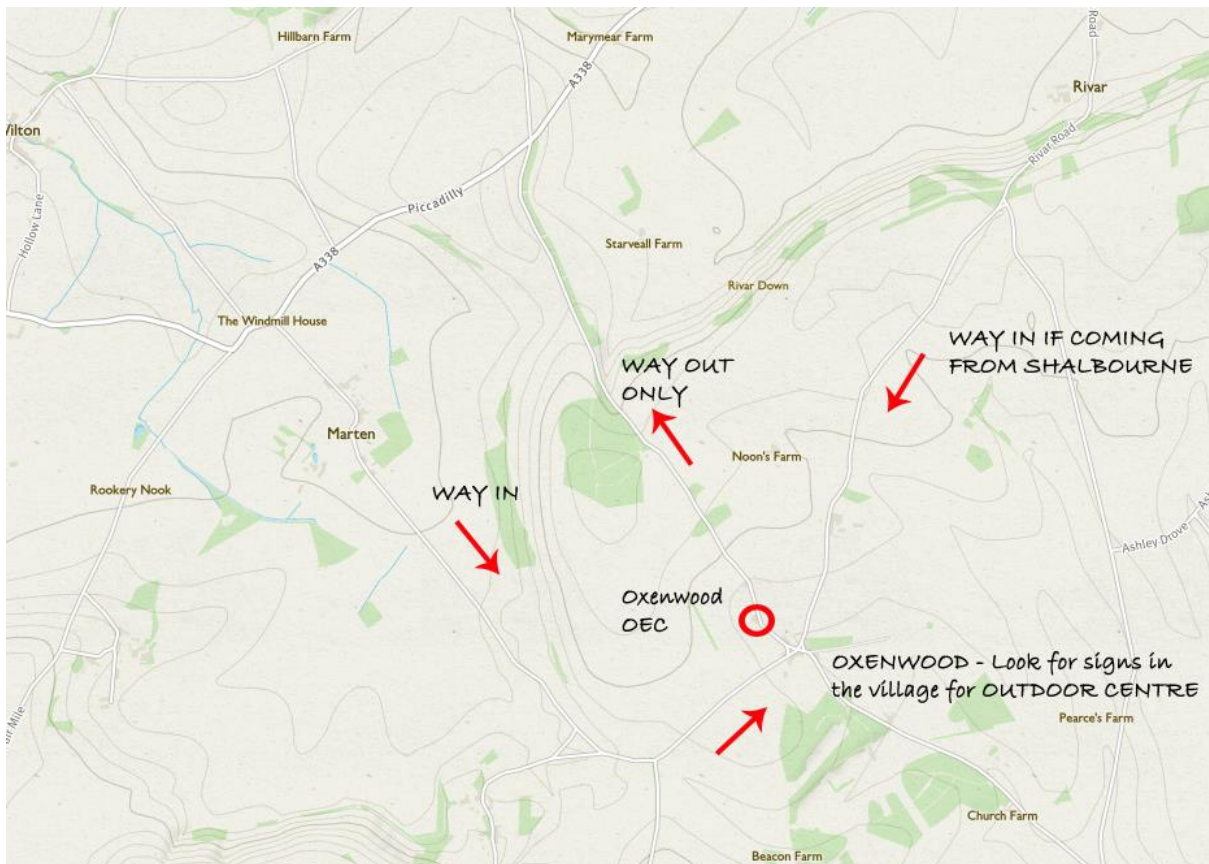 Hillbarn Farm
Marymear Farm
A338
Road
Rivar
Rivar Road
Hollow Lane
Piccadilly
A338
Starveall Farm
Rivar Down
The Windmill House
WAY IN IF COMING
FROM SHALBOURNE
WAY OUT
ONLY
Marten
Noon's Farm
Rookery Nook
WAY IN
Ashley Drove
Oxenwood
OEC
OXENWOOD - Look for signs in
the village for OUTDOOR CENTRE
Pearce's Farm
Church Farm
Beacon Farm